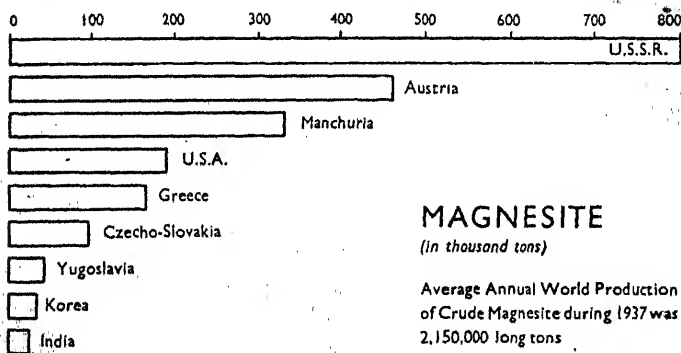 0 100 200 300 400 500 600 700 800
U.S.S.R.
Austria
Manchuria
U.S.A.
Greece
Czecho-Slovakia
Yugoslavia
Korea
India
MAGNESITE
(in thousand tons)
Average Annual World Production
of Crude Magnesite during 1937 was
2,150,000 long tons